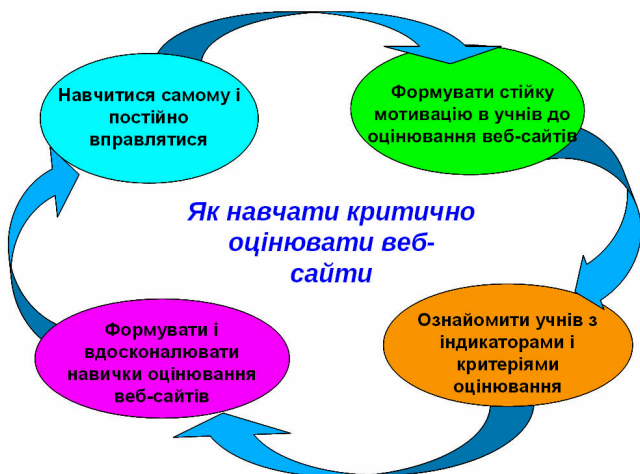 Навчитися самому і
постійно
вправлятися
Формувати стійку
мотивацію в учнів до
оцінювання веб-сайтів
Як навчати критично
оцінювати веб-
сайти
Формувати і
вдосконалювати
навички оцінювання
веб-сайтів
Ознайомити учнів з
індикаторами і
критеріями
оцінювання